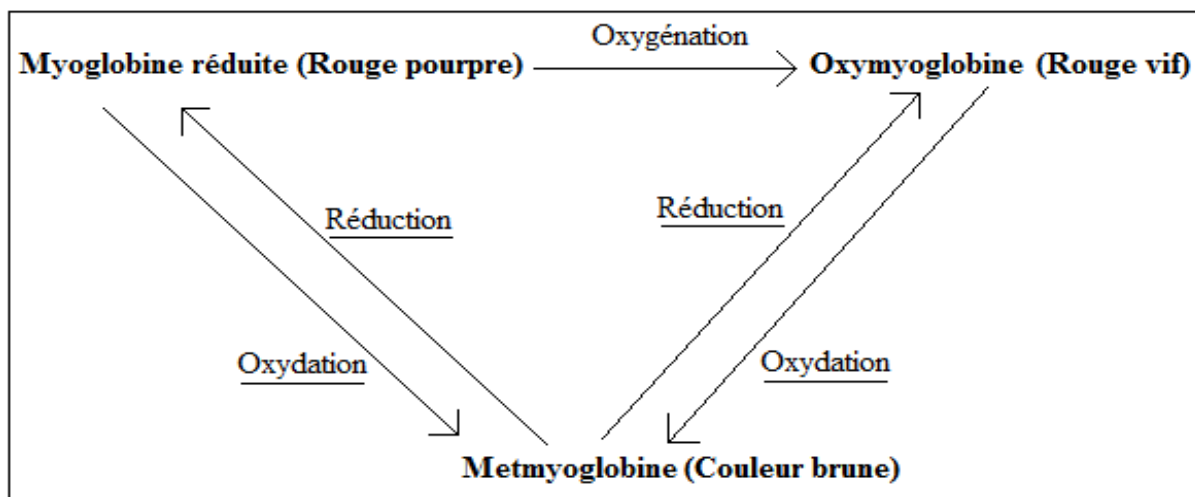 Oxygénation
Myoglobine réduite (Rouge pourpre)
Oxymyoglobine (Rouge vif)
Réduction
Réduction
Oxydation
Oxydation
Metmyoglobine (Couleur brune)